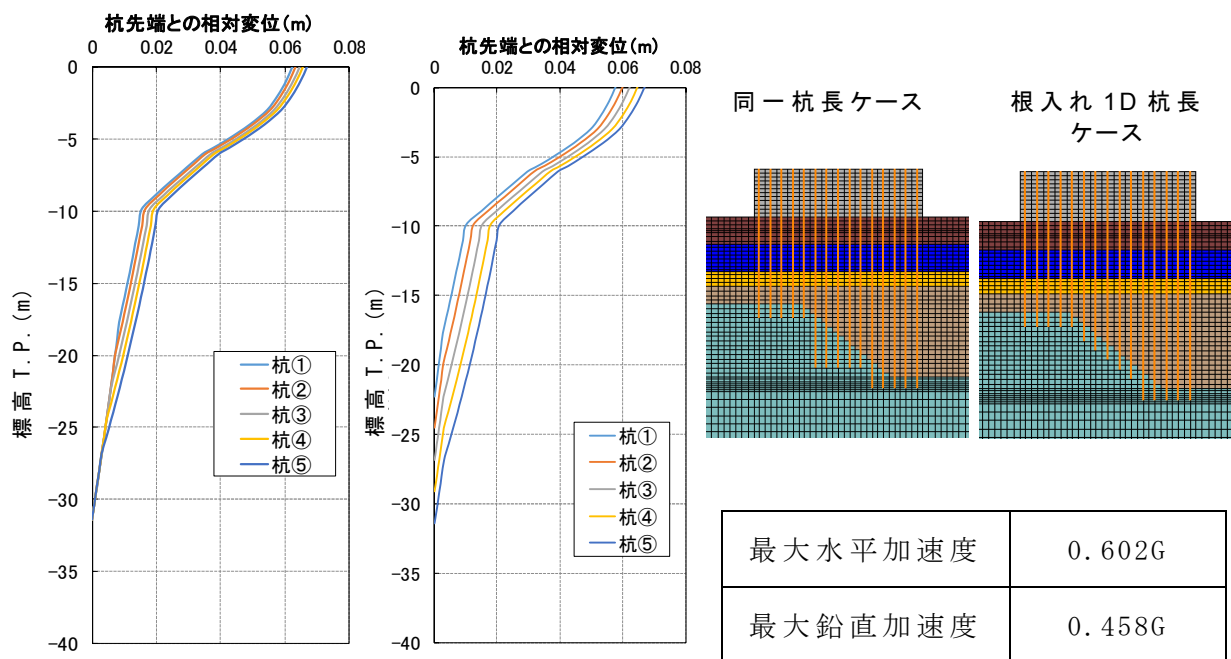 杭先端との相対変位(m)
0 0.02 0.04 0.06 0.08
0
-5
-10
-15
-20
-25
-30
-35
-40
標高 T.P.(m)
杭①
杭②
杭③
杭④
杭⑤
杭先端との相対変位(m)
0 0.02 0.04 0.06 0.08
0
-5
-10
-15
-20
-25
-30
-35
-40
標高 T.P.(m)
杭①
杭②
杭③
杭④
杭⑤
同一杭長ケース
根入れ 1D 杭長
ケース
最大水平加速度 0.602G
最大鉛直加速度 0.458G